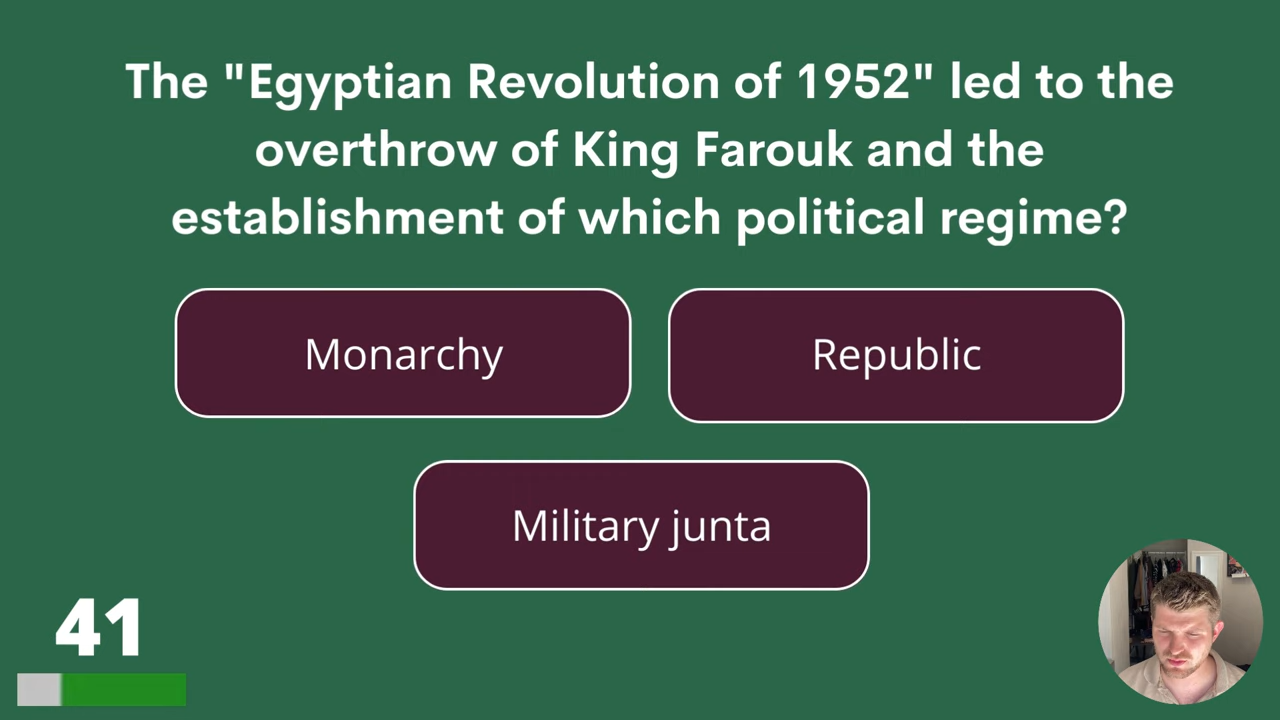 The "Egyptian Revolution of 1952" led to the
overthrow of King Farouk and the
establishment of which political regime?
Monarchy
Republic
Military junta
41